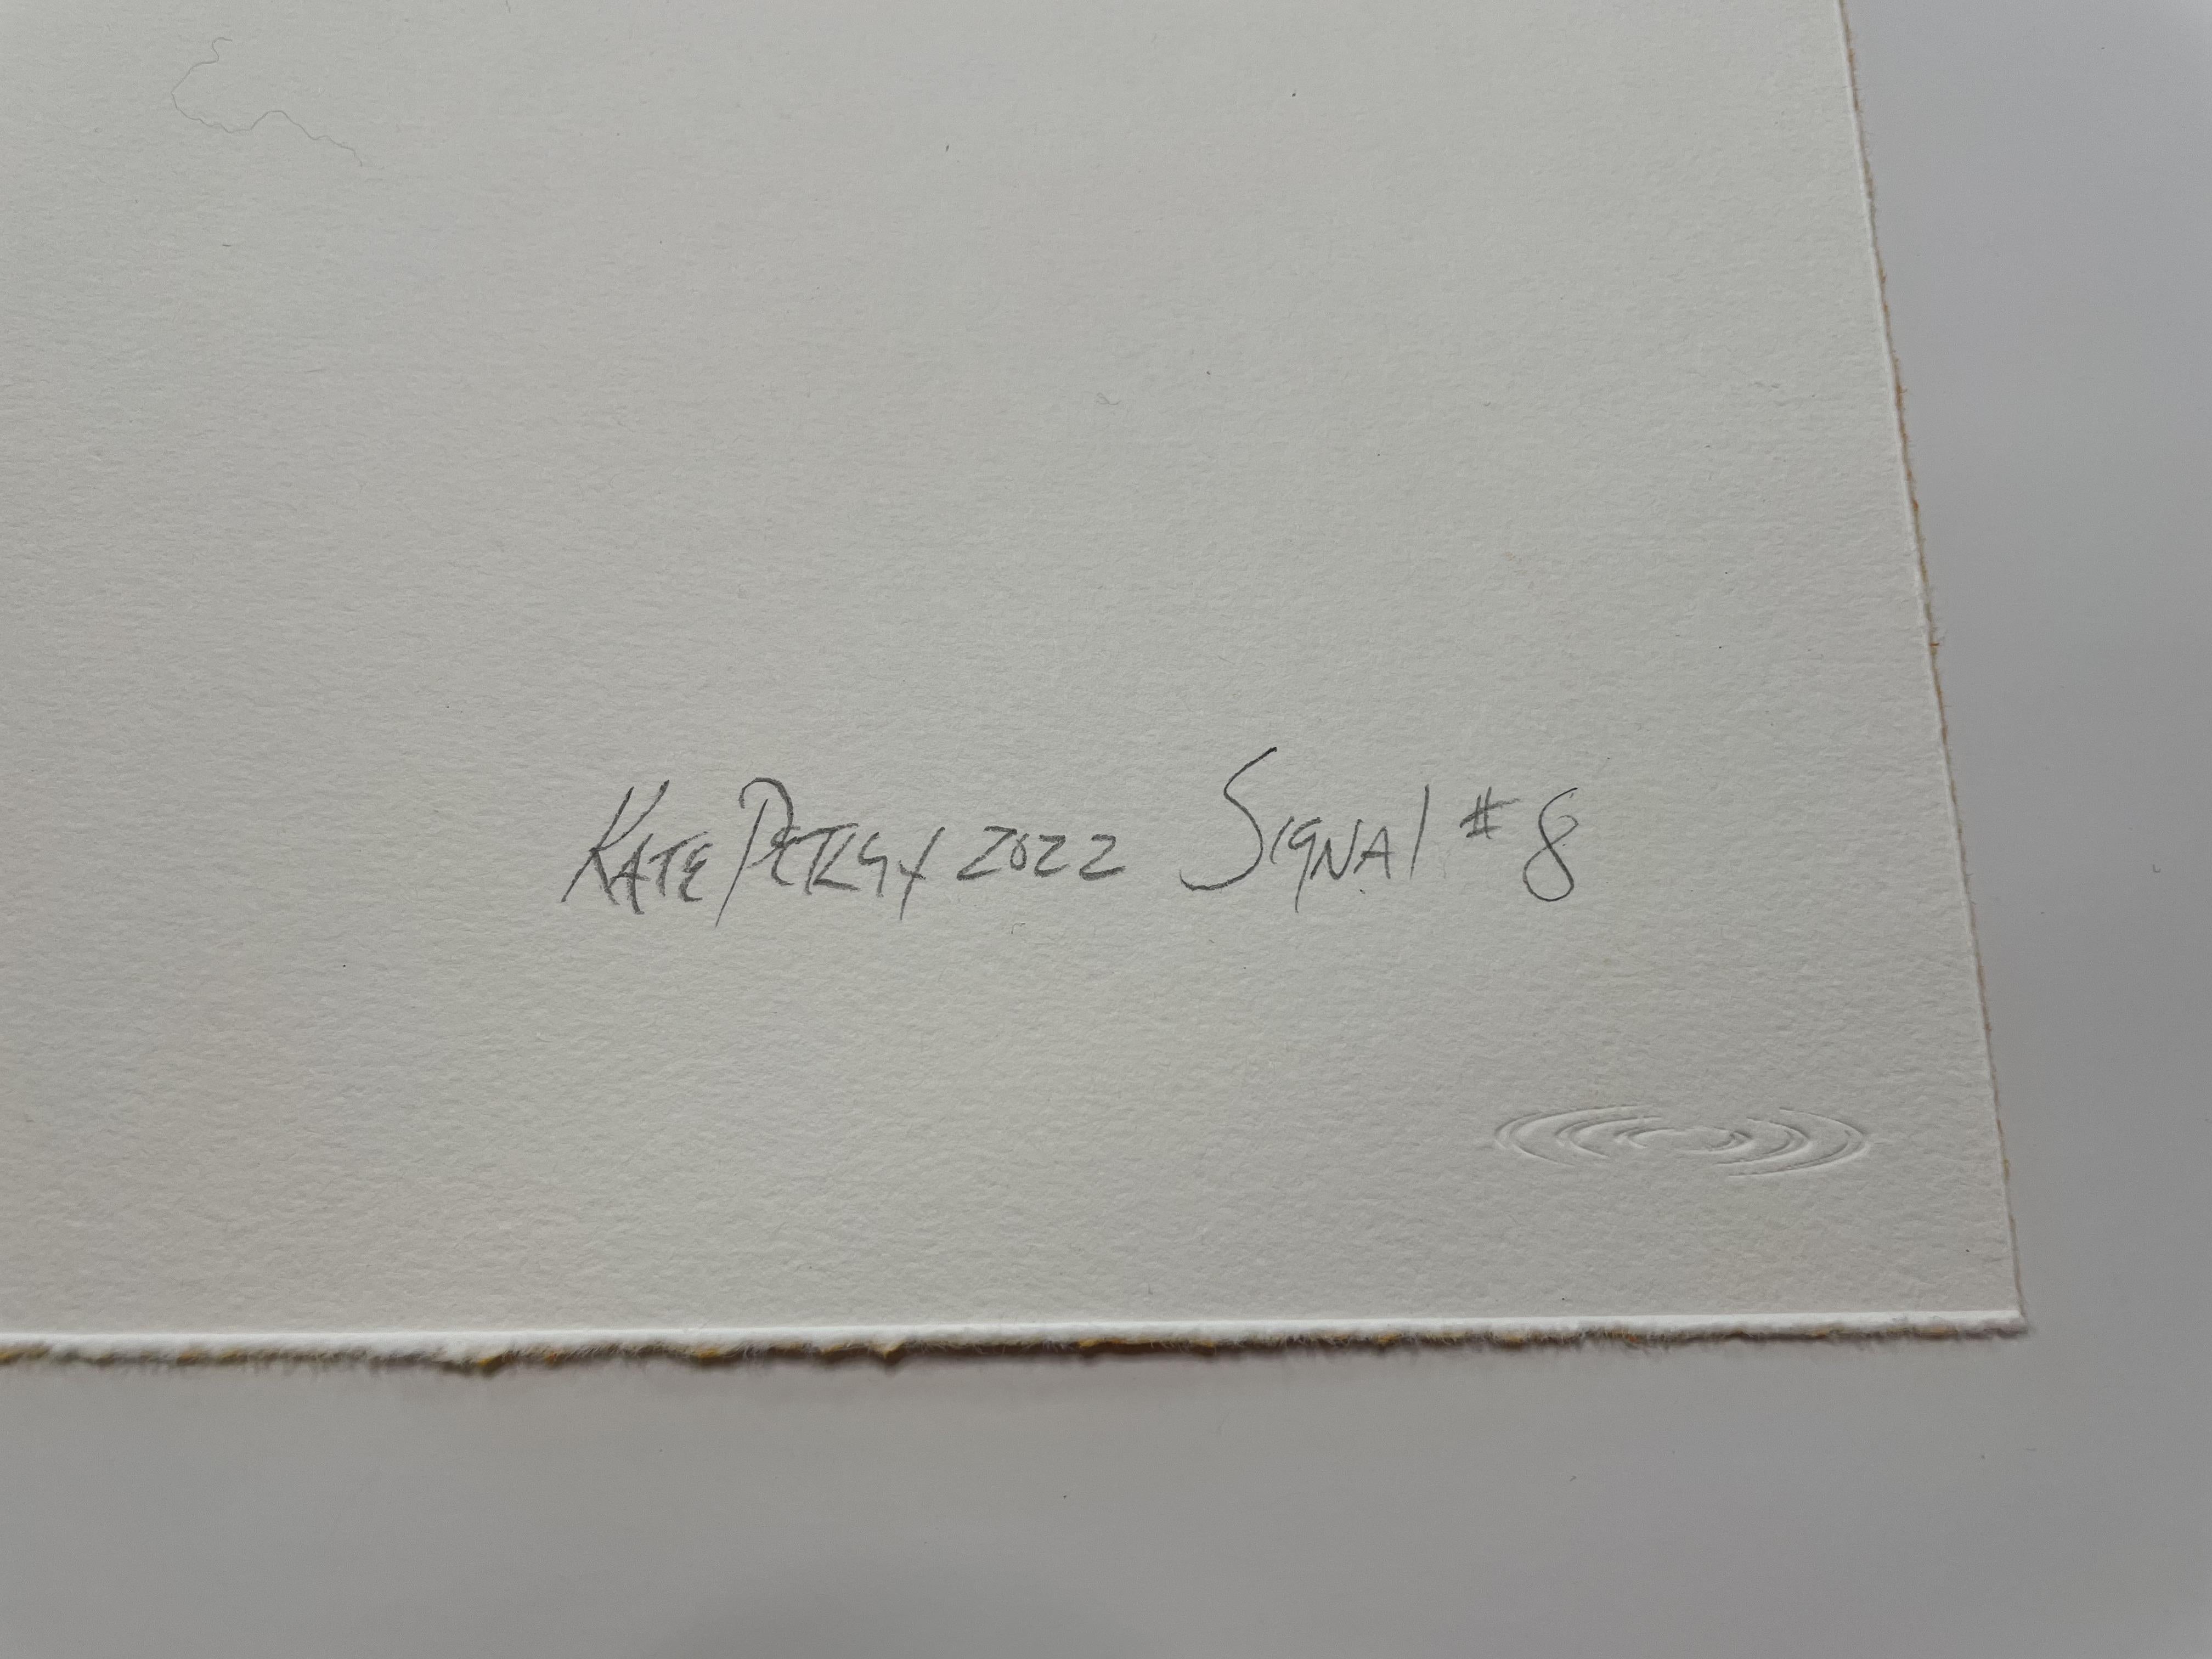 KATE PETLEY 2022 SIGNAL #8